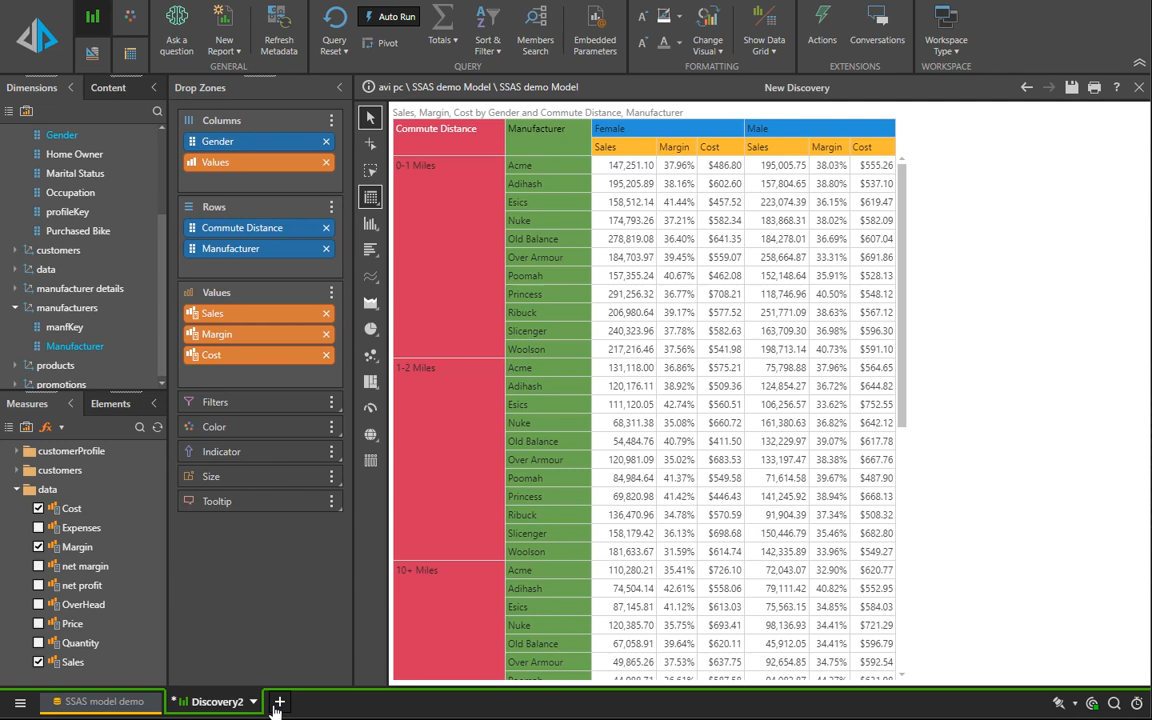 Ask a question
New Report
Refresh Metadata
GENERAL
Query Reset
Auto Run
Pivot
Totals
Sort & Filter
Members Search
QUERY
Embedded Parameters
Change Visual
Show Data Grid
FORMATTING
Actions
Conversations
EXTENSIONS
Workspace Type
WORKSPACE
Dimensions
Content
Drop Zones
avi pc \ SSAS demo Model \ SSAS demo Model
New Discovery
Gender
Home Owner
Marital Status
Occupation
profileKey
Purchased Bike
customers
data
manufacturer details
manufacturers
manfKey
Manufacturer
products
promotions
Measures
Elements
customerProfile
customers
data
Cost
Expenses
Margin
net margin
net profit
OverHead
Price
Quantity
Sales
Columns
Gender
Values
Rows
Commute Distance
Manufacturer
Values
Sales
Margin
Cost
Filters
Color
Indicator
Size
Tooltip
Sales, Margin, Cost by Gender and Commute Distance, Manufacturer
Commute Distance Manufacturer Female Male
Sales Margin Cost Sales Margin Cost
0-1 Miles Acme 147,251.10 37.96% $486.80 195,005.75 38.03% $555.26
Adihash 195,205.89 38.16% $602.60 157,804.65 38.80% $537.10
Esics 158,512.14 41.44% $457.52 223,074.39 36.15% $619.47
Nuke 174,793.26 37.21% $582.34 183,868.31 38.02% $582.09
Old Balance 278,819.08 36.40% $641.35 184,278.01 36.69% $607.04
Over Armour 184,703.97 39.45% $559.07 258,664.87 33.31% $691.86
Poomah 157,355.24 40.67% $462.08 152,148.64 35.91% $528.13
Princess 291,256.32 36.77% $708.21 118,746.96 40.50% $548.12
Ribuck 206,980.64 39.17% $577.52 251,771.09 38.63% $567.12
Slicenger 240,323.96 37.78% $582.63 163,709.30 36.98% $596.30
Woolson 217,216.46 37.56% $541.98 198,713.14 40.73% $591.10
1-2 Miles Acme 131,118.00 36.86% $575.21 75,798.88 37.96% $564.65
Adihash 120,176.11 38.92% $509.36 124,854.27 36.72% $644.82
Esics 111,120.05 42.74% $560.51 106,256.57 33.62% $752.55
Nuke 68,311.38 35.08% $660.72 161,380.63 36.82% $642.12
Old Balance 54,484.76 40.79% $411.50 132,229.97 37.09% $617.78
Over Armour 120,981.09 35.02% $683.53 133,197.47 38.38% $667.76
Poomah 84,984.64 41.37% $549.58 71,614.58 39.67% $487.90
Princess 69,820.98 41.42% $446.43 141,245.92 38.94% $668.13
Ribuck 136,470.96 34.78% $570.59 91,904.39 37.34% $508.32
Slicenger 158,179.42 36.13% $698.68 150,446.79 35.46% $682.80
Woolson 181,633.67 31.59% $614.74 142,335.89 33.96% $549.27
10+ Miles Acme 110,280.21 35.41% $726.10 72,043.07 32.90% $620.77
Adihash 74,504.14 42.61% $558.06 79,111.42 40.82% $552.95
Esics 87,145.81 41.12% $613.03 75,563.15 34.85% $584.03
Nuke 120,385.70 35.75% $693.41 98,136.93 34.41% $721.29
Old Balance 67,058.91 39.64% $620.11 45,912.05 34.41% $596.79
Over Armour 49,865.26 37.53% $637.75 92,654.85 34.75% $592.54
SSAS model demo
* Discovery2